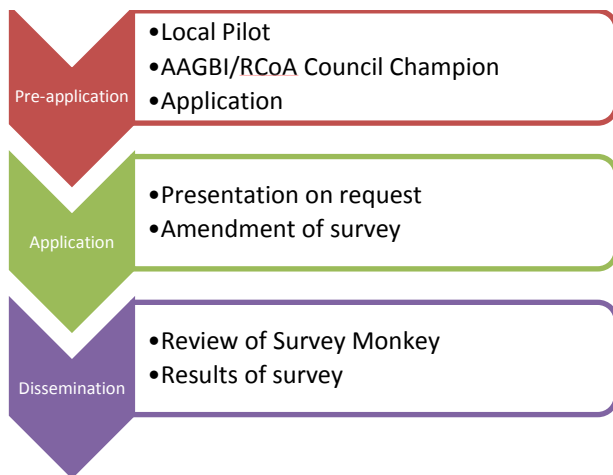 Pre-application
•Local Pilot
•AAGBI/RCoA Council Champion
•Application
Application
•Presentation on request
•Amendment of survey
Dissemination
•Review of Survey Monkey
•Results of survey